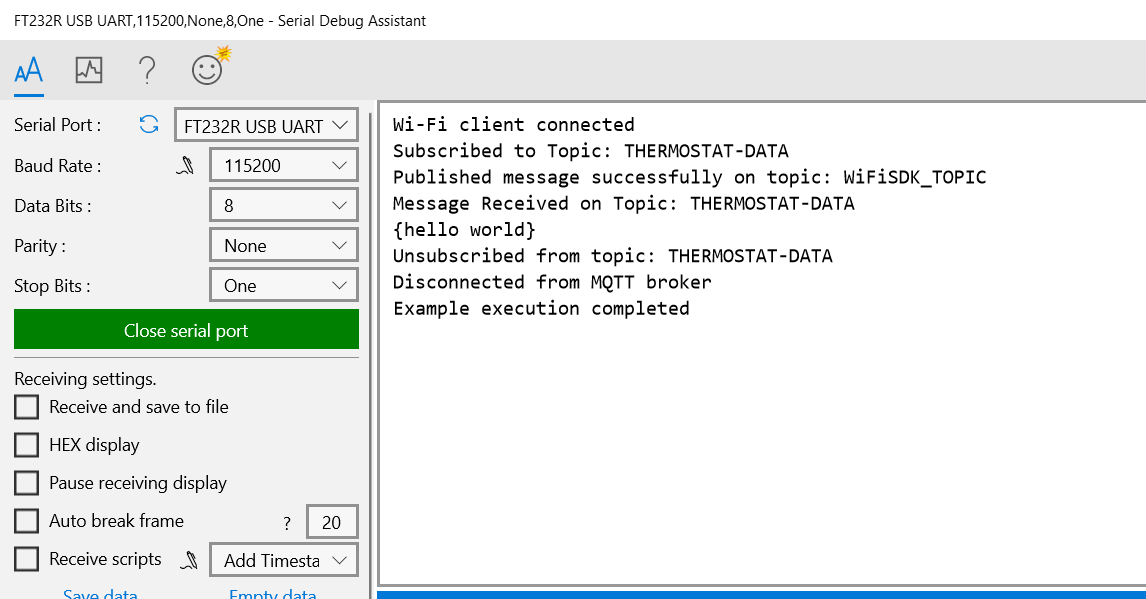 FT232R USB UART,115200,None,8,One - Serial Debug Assistant
Serial Port :
FT232R USB UART
Baud Rate :
115200
Data Bits :
8
Parity :
None
Stop Bits :
One
Close serial port
Receiving settings.
Receive and save to file
HEX display
Pause receiving display
Auto break frame
?
20
Receive scripts
Add Timesta
Save data
Empty data
Wi-Fi client connected
Subscribed to Topic: THERMOSTAT-DATA
Published message successfully on topic: WiFiSDK_TOPIC
Message Received on Topic: THERMOSTAT-DATA
{hello world}
Unsubscribed from topic: THERMOSTAT-DATA
Disconnected from MQTT broker
Example execution completed